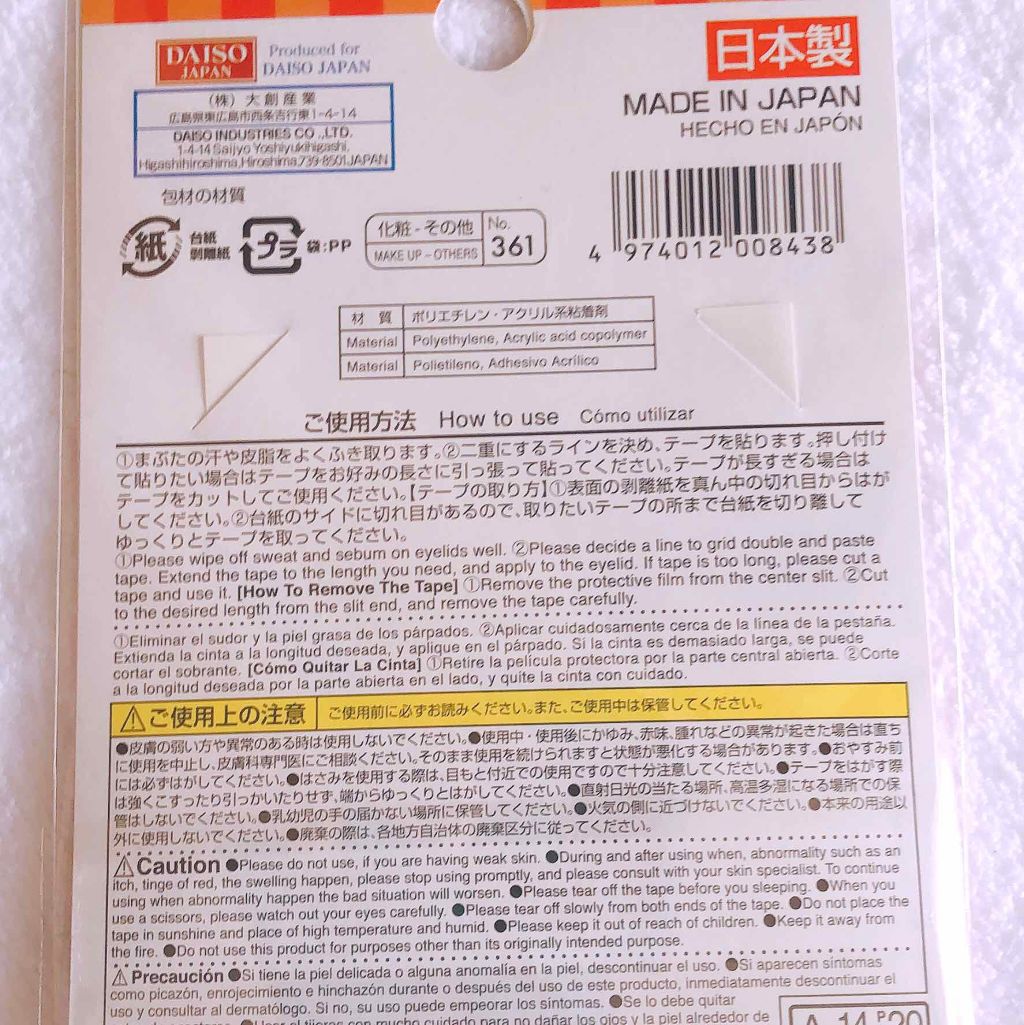 DAISO
JAPAN
Produced for
DAISO JAPAN
日本製
MADE IN JAPAN
HECHO EN JAPÓN
(株)大創産業
広島県東広島市西条吉行東1-4-14
DAISO INDUSTRIES CO.,LTD.
1-4-14 Saijyo Yoshiyukihigashi,
Higashihiroshima,Hiroshima,739-8501 JAPAN
包材の材質
紙
台紙
剥離紙
プラ
袋:PP
化粧-その他
MAKE UP-OTHERS
No.
361
4 974012 008438
材 質 ポリエチレン・アクリル系粘着剤
Material Polyethylene, Acrylic acid copolymer
Material Polietileno, Adhesivo Acrílico
ご使用方法 How to use Cómo utilizar
①まぶたの汗や皮脂をよくふき取ります。②二重にするラインを決め、テープを貼ります。押し付け
て貼りたい場合はテープをお好みの長さに引っ張って貼ってください。テープが長すぎる場合は
テープをカットしてご使用ください。【テープの取り方】①表面の剥離紙を真ん中の切れ目からはが
してください。②台紙のサイドに切れ目があるので、取りたいテープの所まで台紙を切り離して
ゆっくりとテープを取ってください。
①Please wipe off sweat and sebum on eyelids well. ②Please decide a line to grid double and paste
tape. Extend the tape to the length you need, and apply to the eyelid. If tape is too long, please cut a
tape and use it. [How To Remove The Tape] ①Remove the protective film from the center slit. ②Cut
to the desired length from the slit end, and remove the tape carefully.
①Eliminar el sudor y la piel grasa de los párpados. ②Aplicar cuidadosamente cerca de la línea de la pestaña.
Extienda la cinta a la longitud deseada, y aplique en el párpado. Si la cinta es demasiado larga, se puede
cortar el sobrante. [Cómo Quitar La Cinta] ①Retire la película protectora por la parte central abierta. ②Corte
a la longitud deseada por la parte abierta en el lado, y quite la cinta con cuidado.
⚠ご使用上の注意 ご使用前に必ずお読みください。また、ご使用中は保管してください。
●皮膚の弱い方や異常のある時は使用しないでください。●使用中・使用後にかゆみ、赤味、腫れなどの異常が起きた場合は直ち
に使用を中止し、皮膚科専門医にご相談ください。そのまま使用を続けられますと状態が悪化する場合があります。●おやすみ前
には必ずはがしてください。●はさみを使用する際は、目もと付近での使用ですので十分注意してください。●テープをはがす際
は強くこすったり引っかいたりせず、端からゆっくりとはがしてください。●直射日光の当たる場所、高温多湿になる場所での保
管はしないでください。●乳幼児の手の届かない場所に保管してください。●火気の側に近づけないでください。●本来の用途以
外に使用しないでください。●廃棄の際は、各地方自治体の廃棄区分に従ってください。
⚠Caution ●Please do not use, if you are having weak skin. ●During and after using when, abnormality such as an
itch, tinge of red, the swelling happen, please stop using promptly, and please consult with your skin specialist. To continue
using when abnormality happen the bad situation will worsen. ●Please tear off the tape before you sleeping. ●When you
use a scissors, please watch out your eyes carefully. ●Please tear off slowly from both ends of the tape. ●Do not place the
tape in sunshine and place of high temperature and humid. ●Please keep it out of reach of children. ●Keep it away from
the fire. ●Do not use this product for purposes other than its originally intended purpose.
⚠Precaución ●Si tiene la piel delicada o alguna anomalía en la piel, descontinuar el uso. ●Si aparecen síntomas
como picazón, enrojecimiento e hinchazón durante o después del uso de este producto, inmediatamente descontinuar el
uso y consultar al dermatólogo. Si no, su uso puede empeorar los síntomas. ●Se lo debe quitar
tijeras con mucho cuidado para no dañar los ojos y la piel alrededor de
A-14 P20